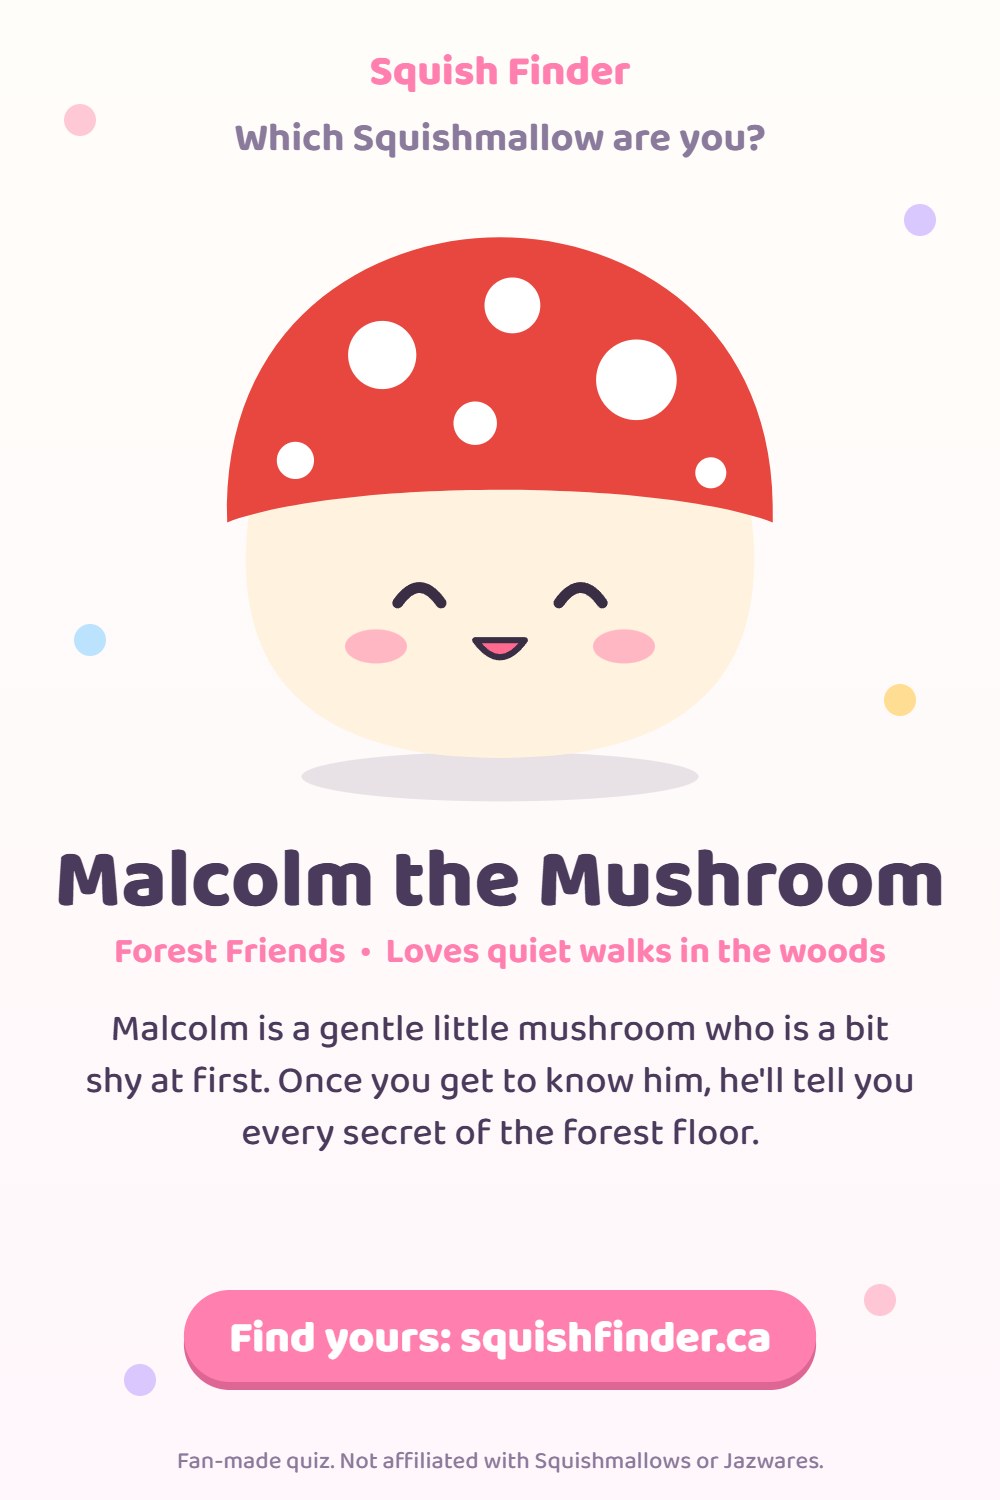 Squish Finder
Which Squishmallow are you?
Malcolm the Mushroom
Forest Friends • Loves quiet walks in the woods
Malcolm is a gentle little mushroom who is a bit
shy at first. Once you get to know him, he'll tell you
every secret of the forest floor.
Find yours: squishfinder.ca
Fan-made quiz. Not affiliated with Squishmallows or Jazwares.